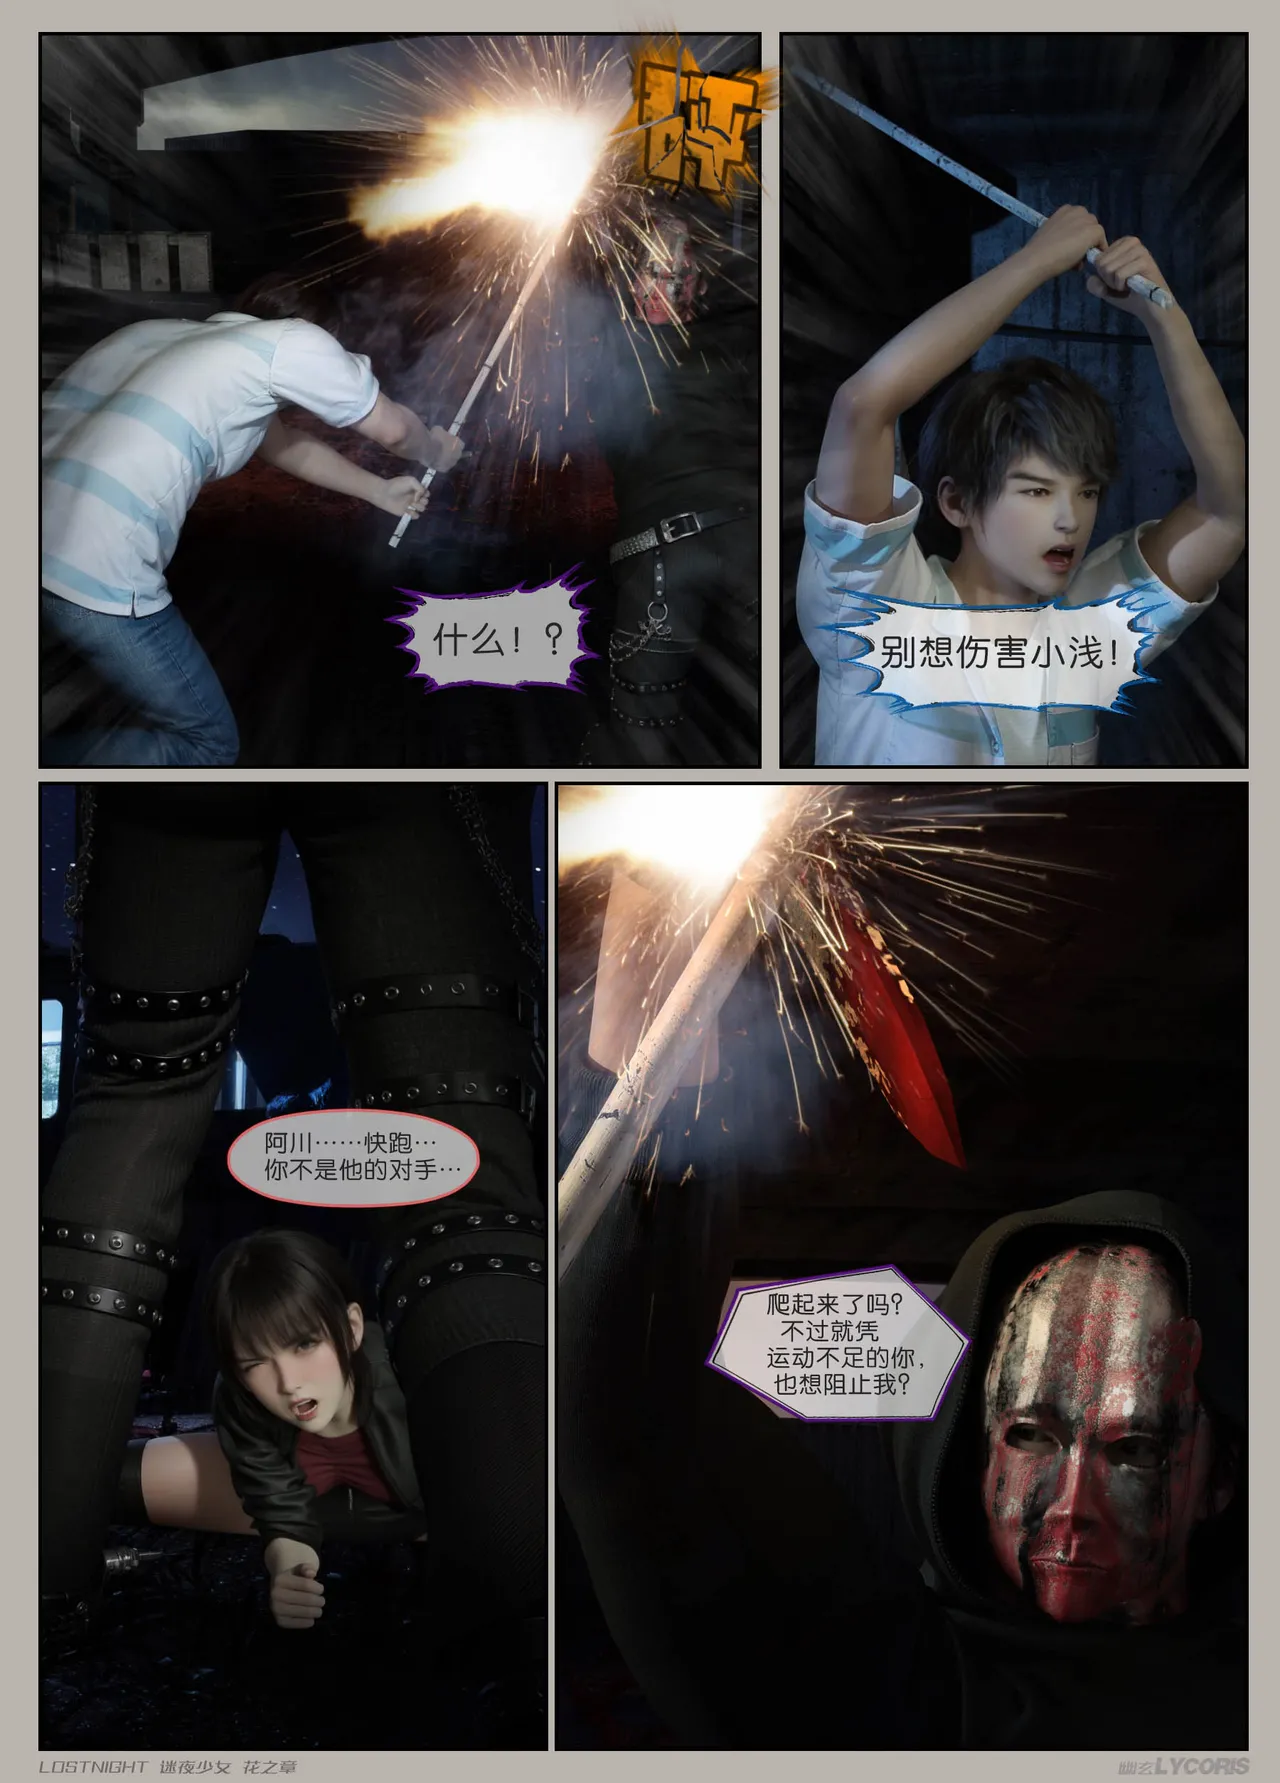 砰
别想伤害小浅！
什么！？
爬起来了吗？
不过就凭
运动不足的你，
也想阻止我？
阿川……快跑…
你不是他的对手…
LOSTNIGHT 迷夜少女 花之章
幽玄LYCORIS